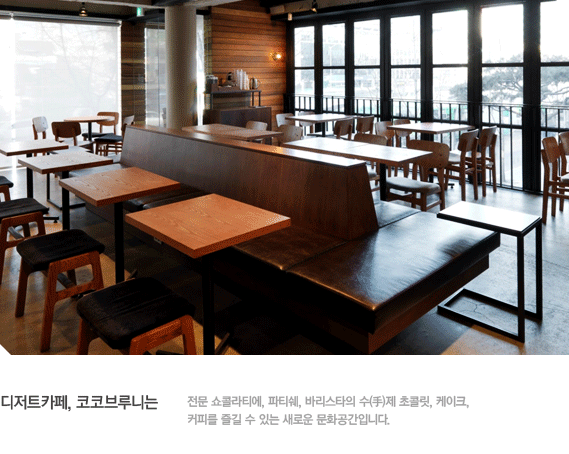 디저트카페, 코코브루니는
전문 쇼콜라티에, 파티쉐, 바리스타의 수(手)제 초콜릿, 케이크,
커피를 즐길 수 있는 새로운 문화공간입니다.